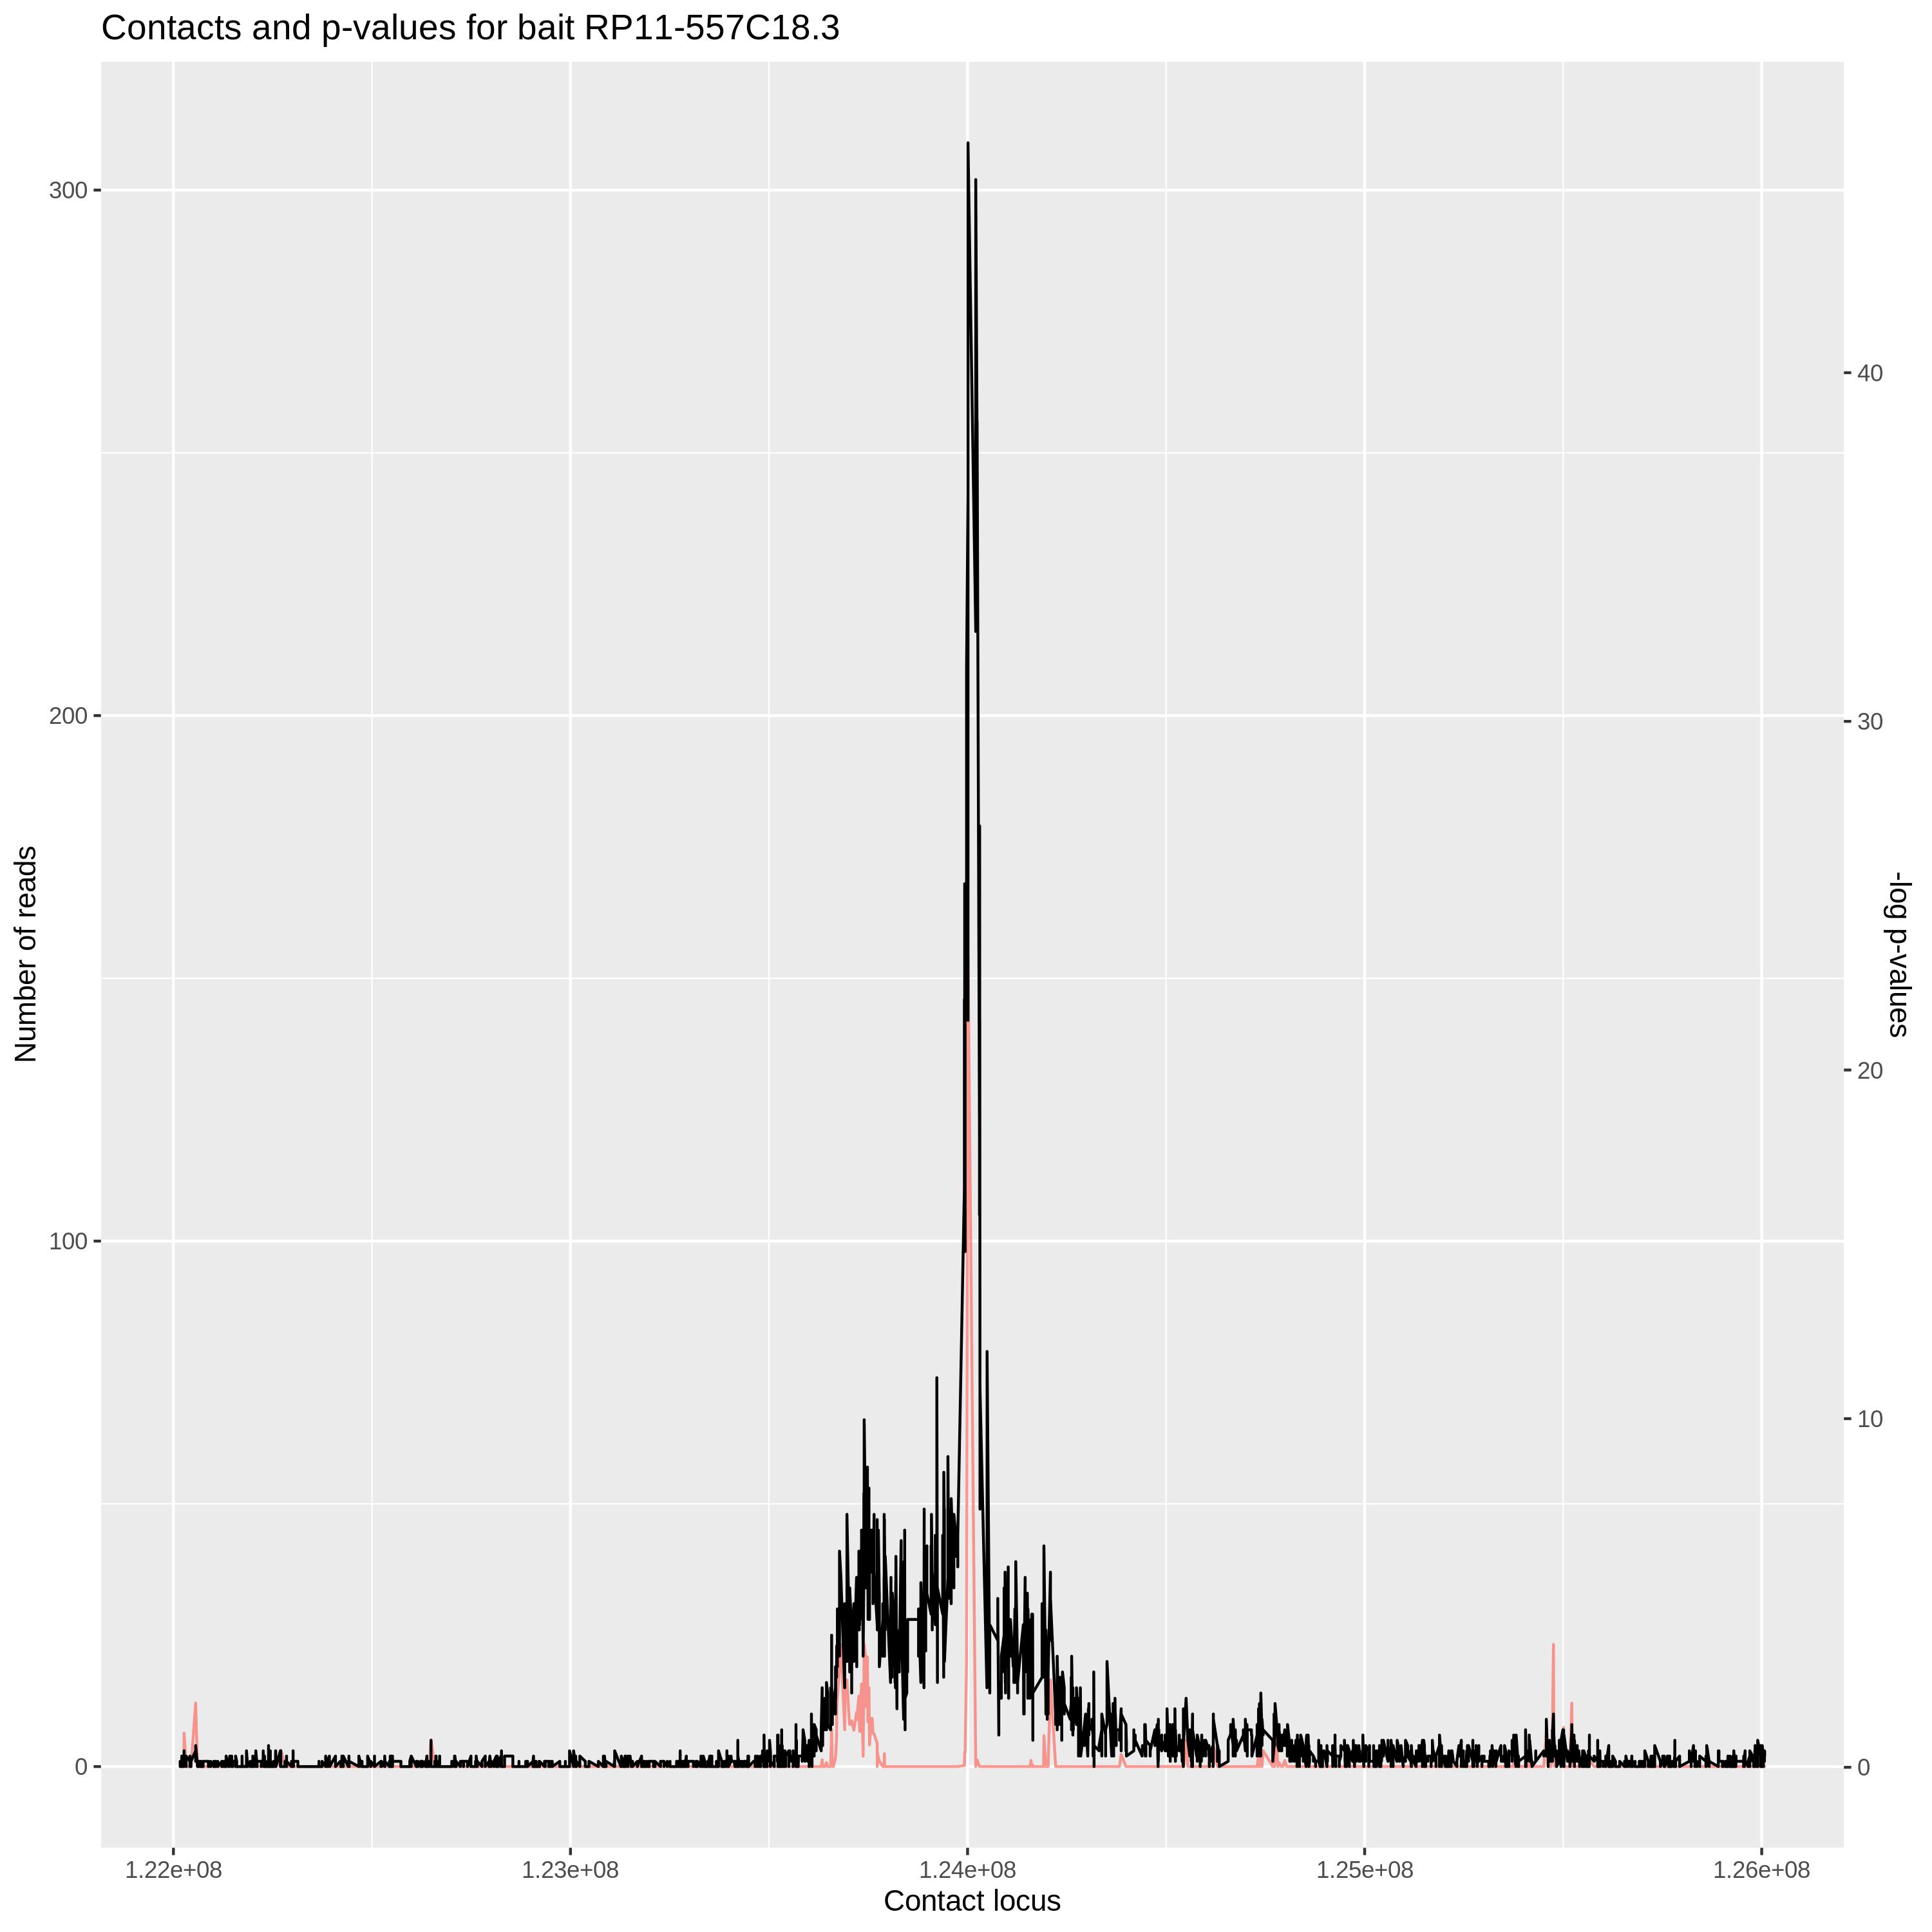 Contacts and p-values for bait RP11-557C18.3
300
200
100
0
Number of reads
40
30
20
10
0
-log p-values
1.22e+08
1.23e+08
1.24e+08
1.25e+08
1.26e+08
Contact locus